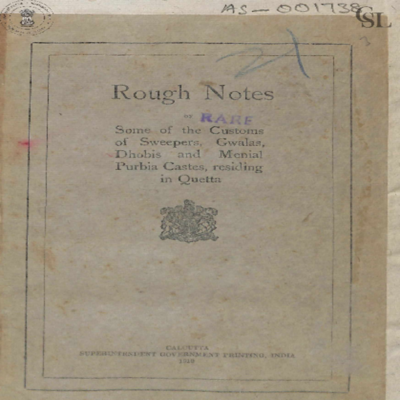 AS-001738
CSL
Rough Notes
RARE
Some of the Customs
of Sweepers, Gwalas,
Dhobis and Menial
Purbia Castes, residing
in Quetta
CALCUTTA
SUPERINTENDENT GOVERNMENT PRINTING, INDIA